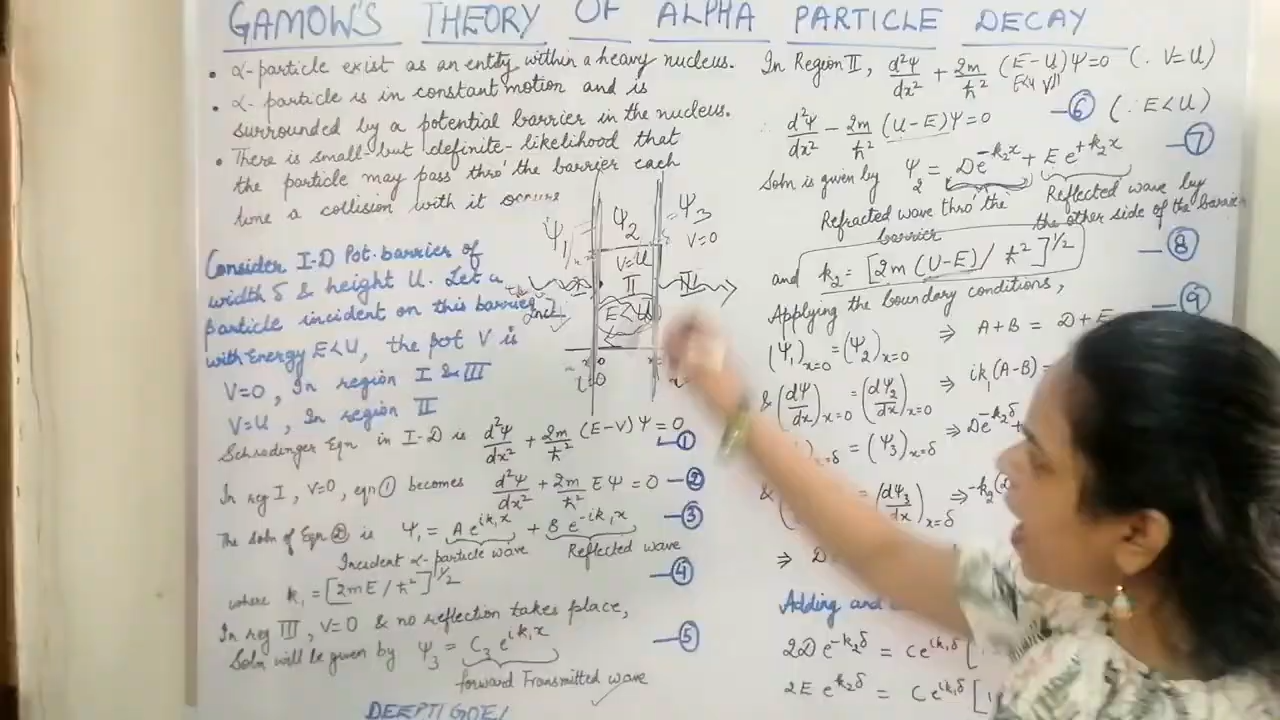 GAMOW'S THEORY OF ALPHA PARTICLE DECAY
• α-particle exist as an entity within a heavy nucleus.
• α- particle is in constant motion and is
surrounded by a potential barrier in the nucleus.
• There is small but definite-likelihood that
the particle may pass thro' the barrier each
time a collision with it occurs
Consider I-D Pot. barrier of
width δ & height U. Let a
particle incident on this barrier
with Energy E<U, the pot V is
V=0, In region I & III
V=U, In region II
ψ₁ ψ₂ ψ₃
V=0
V=U
I II III
E<U
Inci
x=0
Schrodinger Eqn in I-D is d²ψ/dx² + 2m/ħ² (E-V)ψ = 0 —①
In reg I, V=0, eqn ① becomes d²ψ/dx² + 2m/ħ² Eψ = 0 —②
The soln of Eqn ② is ψ₁ = A e^{ik₁x} + B e^{-ik₁x} —③
Incident α-particle wave Reflected wave
where k₁ = [2mE/ħ²]^{1/2} —④
In reg III, V=0 & no reflection takes place,
Soln will be given by ψ₃ = C₃ e^{ik₁x} —⑤
forward Transmitted wave
DEEPTI GOEL
In Region II, d²ψ/dx² + 2m/ħ² (E-U)ψ=0 (∵ V=U)
d²ψ/dx² - 2m/ħ² (U-E)ψ=0 —⑥ (∵ E<U)
Soln is given by ψ₂ = De^{-k₂x} + E e^{+k₂x} —⑦
Refracted wave thro' the barrier
Reflected wave by the other side of the barrier
and k₂ = [2m (U-E)/ħ²]^{1/2} —⑧
Applying the boundary conditions, —⑨
(ψ₁)x=0 = (ψ₂)x=0 ⇒ A+B = D+E
& (dψ₁/dx)x=0 = (dψ₂/dx)x=0 ⇒ ik₁(A-B) =
x=δ = (ψ₃)x=δ ⇒ De^{-k₂δ} +
& = (dψ₃/dx)x=δ ⇒ -k₂(
⇒ D
Adding and
2De^{-k₂δ} = Ce^{ik₁δ} [
2E e^{k₂δ} = Ce^{ik₁δ} [